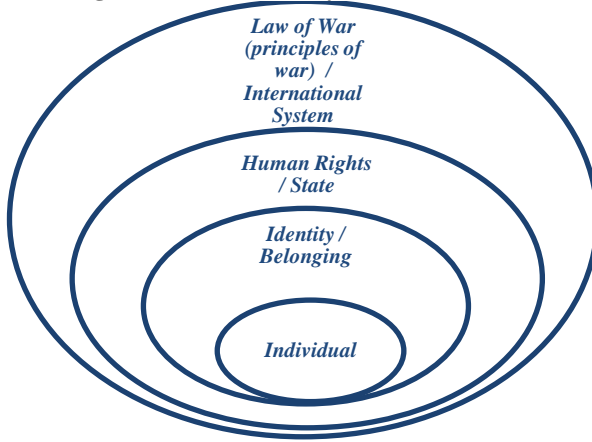 Law of War
(principles of
war) /
International
System
Human Rights
/ State
Identity /
Belonging
Individual